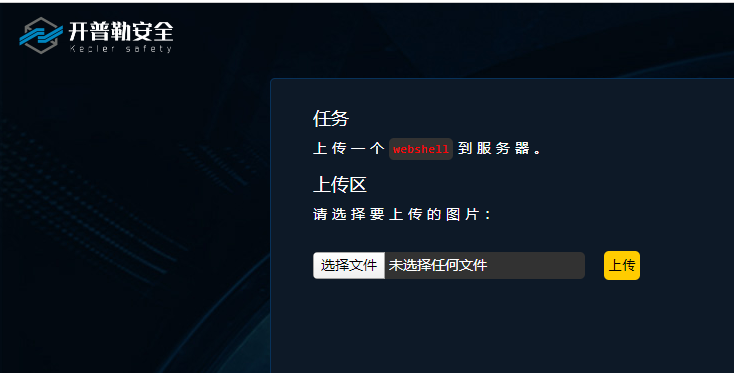 开普勒安全
Kepler safety
任务
上传一个 webshell 到服务器。
上传区
请选择要上传的图片：
选择文件 未选择任何文件 上传